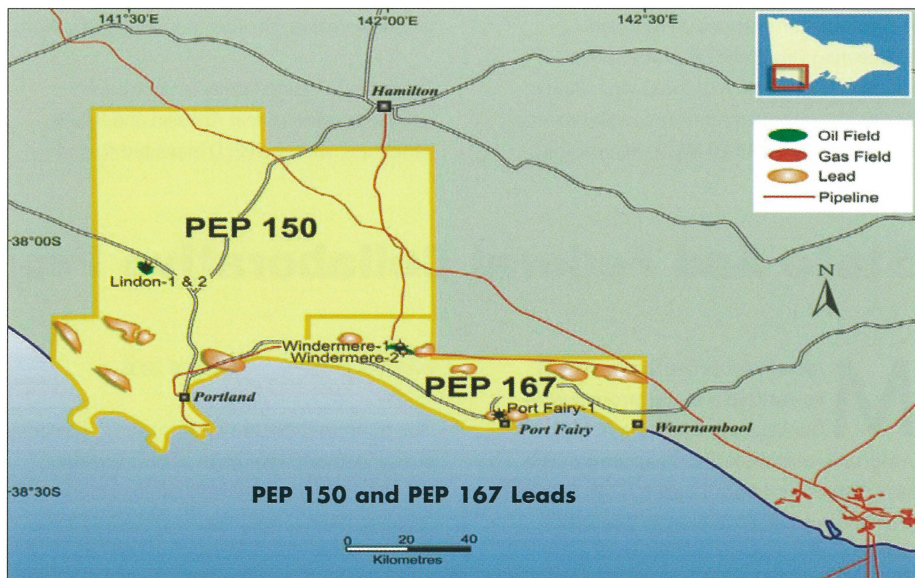 141°30'E
142°00'E
142°30'E
Hamilton
Oil Field
Gas Field
Lead
Pipeline
PEP 150
38°00S
Lindon-1 & 2
N
Windermere-1
Windermere-2
PEP 167
Portland
Port Fairy-1
Port Fairy
Warrnambool
38°30S
PEP 150 and PEP 167 Leads
0 20 40
Kilometres